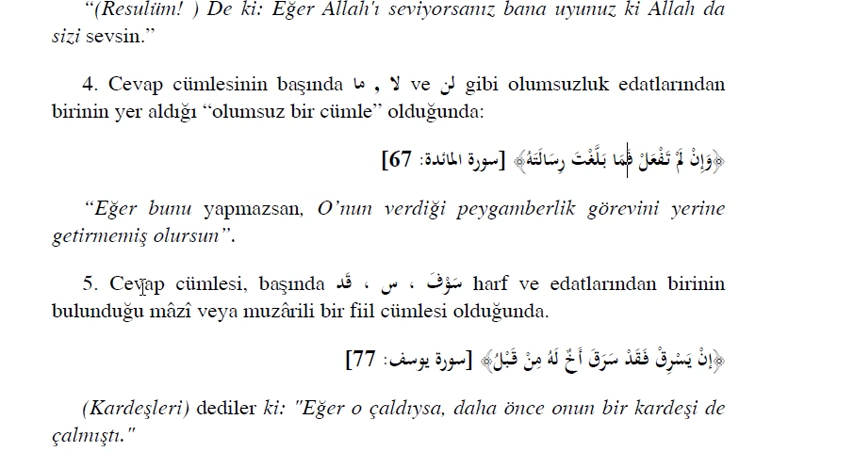 “(Resulüm! ) De ki: Eğer Allah'ı seviyorsanız bana uyunuz ki Allah da
sizi sevsin.”
4. Cevap cümlesinin başında ما , لا ve لن gibi olumsuzluk edatlarından
birinin yer aldığı “olumsuz bir cümle” olduğunda:
﴿وَإِنْ لَمْ تَفْعَلْ فَمَا بَلَّغْتَ رِسَالَتَهُ﴾ [سورة المائدة: 67]
“Eğer bunu yapmazsan, O’nun verdiği peygamberlik görevini yerine
getirmemiş olursun”.
5. Cevap cümlesi, başında قَد ، س ، سَوْفَ harf ve edatlarından birinin
bulunduğu mâzî veya muzârili bir fiil cümlesi olduğunda.
﴿إِنْ يَسْرِقْ فَقَدْ سَرَقَ أَخٌ لَهُ مِنْ قَبْلُ﴾ [سورة يوسف: 77]
(Kardeşleri) dediler ki: "Eğer o çaldıysa, daha önce onun bir kardeşi de
çalmıştı."